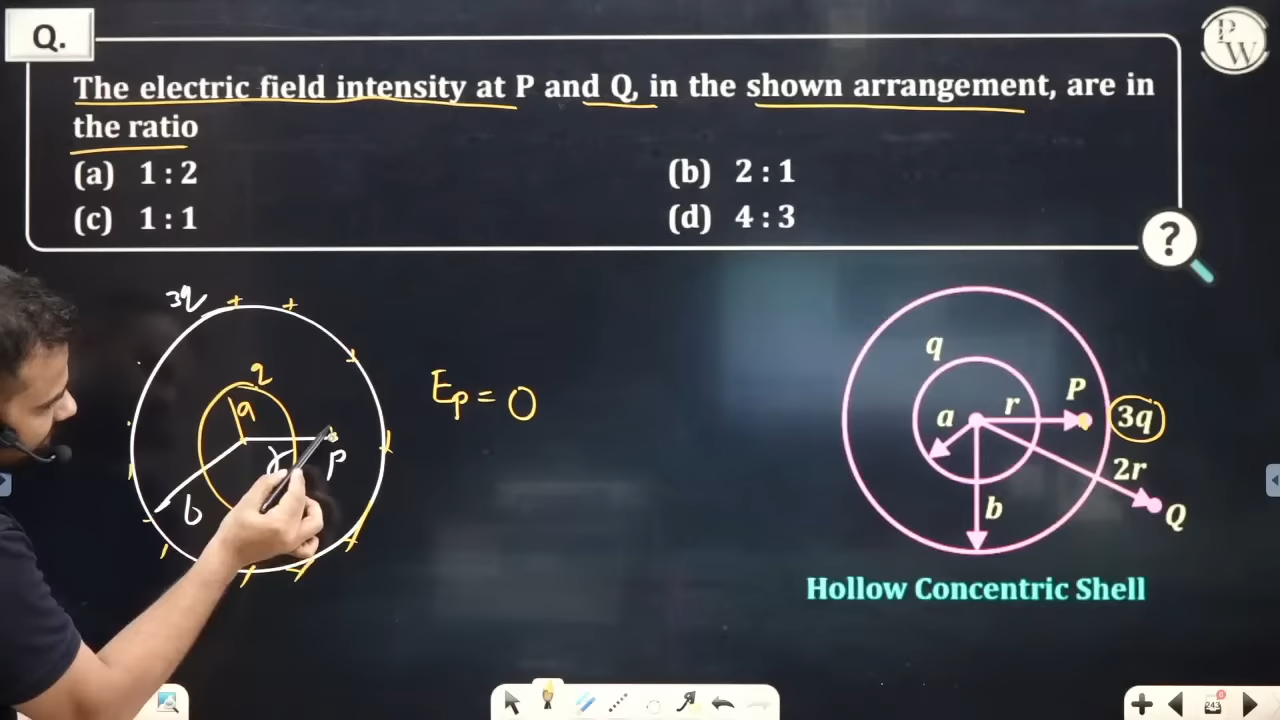 Q.
P
W
The electric field intensity at P and Q, in the shown arrangement, are in
the ratio
(a) 1 : 2
(b) 2 : 1
(c) 1 : 1
(d) 4 : 3
?
3q
q
a
r
P
b
Ep = 0
q
a
r
P
3q
2r
b
Q
Hollow Concentric Shell
243